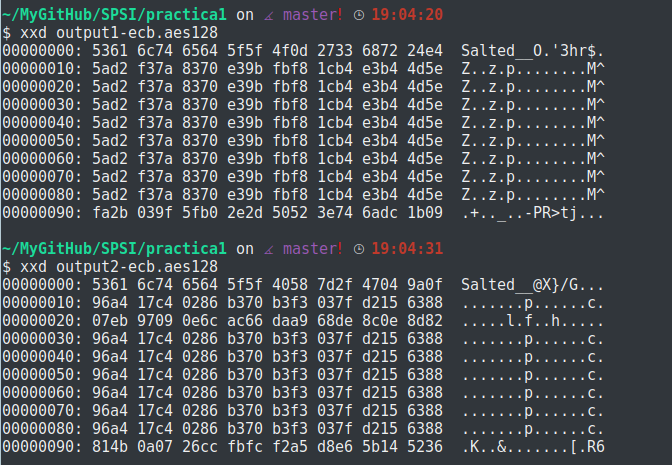 ~/MyGitHub/SPSI/practica1 on ⦡ master! ◷ 19:04:20
$ xxd output1-ecb.aes128
00000000: 5361 6c74 6564 5f5f 4f0d 2733 6872 24e4  Salted__O.'3hr$.
00000010: 5ad2 f37a 8370 e39b fbf8 1cb4 e3b4 4d5e  Z..z.p........M^
00000020: 5ad2 f37a 8370 e39b fbf8 1cb4 e3b4 4d5e  Z..z.p........M^
00000030: 5ad2 f37a 8370 e39b fbf8 1cb4 e3b4 4d5e  Z..z.p........M^
00000040: 5ad2 f37a 8370 e39b fbf8 1cb4 e3b4 4d5e  Z..z.p........M^
00000050: 5ad2 f37a 8370 e39b fbf8 1cb4 e3b4 4d5e  Z..z.p........M^
00000060: 5ad2 f37a 8370 e39b fbf8 1cb4 e3b4 4d5e  Z..z.p........M^
00000070: 5ad2 f37a 8370 e39b fbf8 1cb4 e3b4 4d5e  Z..z.p........M^
00000080: 5ad2 f37a 8370 e39b fbf8 1cb4 e3b4 4d5e  Z..z.p........M^
00000090: fa2b 039f 5fb0 2e2d 5052 3e74 6adc 1b09  .+.._..-PR>tj...
~/MyGitHub/SPSI/practica1 on ⦡ master! ◷ 19:04:31
$ xxd output2-ecb.aes128
00000000: 5361 6c74 6564 5f5f 4058 7d2f 4704 9a0f  Salted__@X}/G...
00000010: 96a4 17c4 0286 b370 b3f3 037f d215 6388  .......p......c.
00000020: 07eb 9709 0e6c ac66 daa9 68de 8c0e 8d82  .....l.f..h.....
00000030: 96a4 17c4 0286 b370 b3f3 037f d215 6388  .......p......c.
00000040: 96a4 17c4 0286 b370 b3f3 037f d215 6388  .......p......c.
00000050: 96a4 17c4 0286 b370 b3f3 037f d215 6388  .......p......c.
00000060: 96a4 17c4 0286 b370 b3f3 037f d215 6388  .......p......c.
00000070: 96a4 17c4 0286 b370 b3f3 037f d215 6388  .......p......c.
00000080: 96a4 17c4 0286 b370 b3f3 037f d215 6388  .......p......c.
00000090: 814b 0a07 26cc fbfc f2a5 d8e6 5b14 5236  .K..&.......[.R6